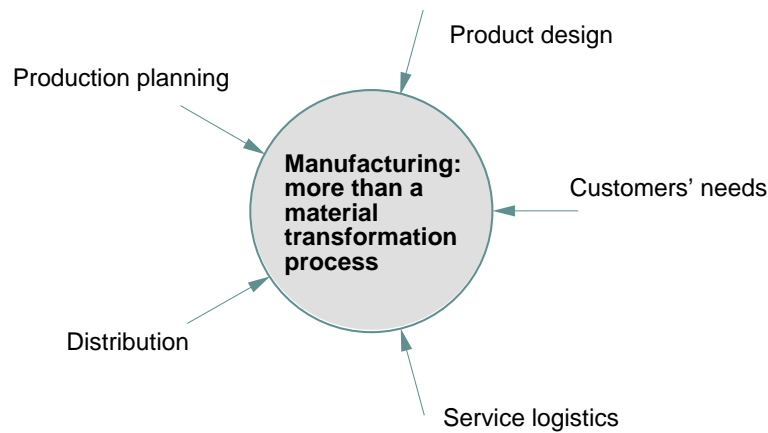 Product design
Production planning
Manufacturing:
more than a
material
transformation
process
Customers’ needs
Distribution
Service logistics